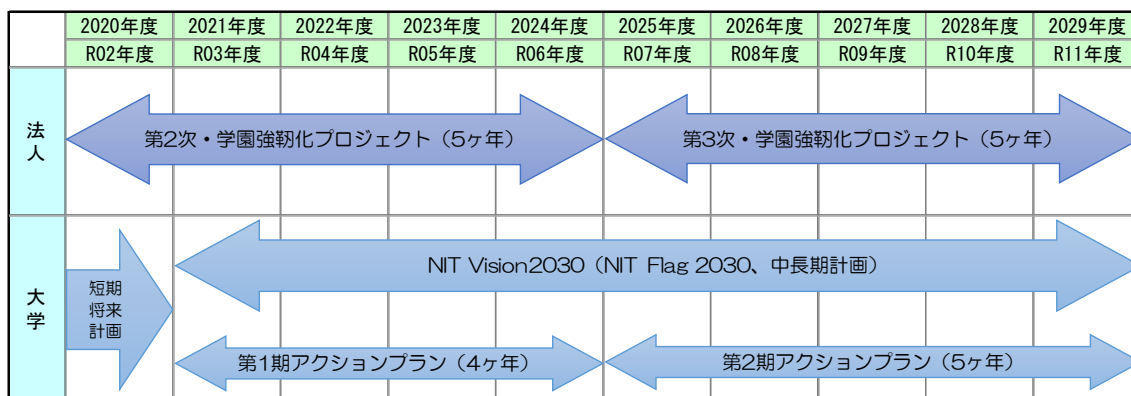 2020年度 2021年度 2022年度 2023年度 2024年度 2025年度 2026年度 2027年度 2028年度 2029年度
R02年度 R03年度 R04年度 R05年度 R06年度 R07年度 R08年度 R09年度 R10年度 R11年度
法人
第2次・学園強靭化プロジェクト（5ヶ年） 第3次・学園強靭化プロジェクト（5ヶ年）
大学
短期
将来
計画
NIT Vision2030（NIT Flag 2030、中長期計画）
第1期アクションプラン（4ヶ年） 第2期アクションプラン（5ヶ年）